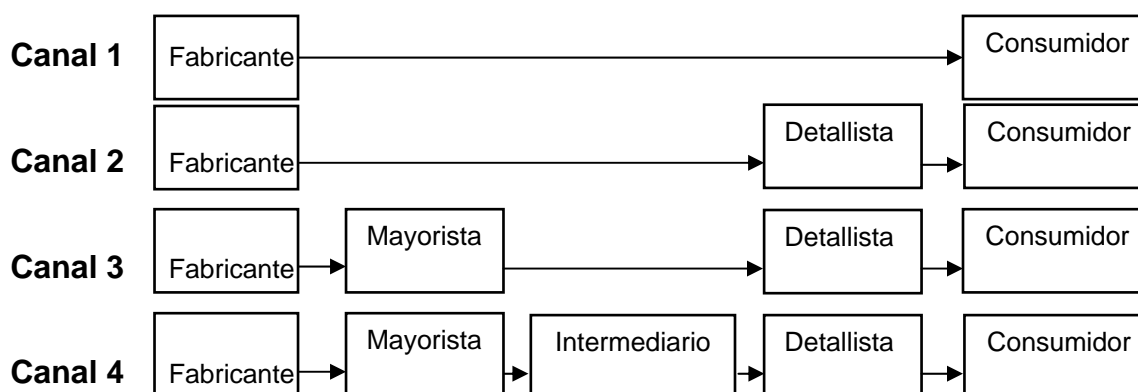 Canal 1 Fabricante Consumidor
Canal 2 Fabricante Detallista Consumidor
Canal 3 Fabricante Mayorista Detallista Consumidor
Canal 4 Fabricante Mayorista Intermediario Detallista Consumidor